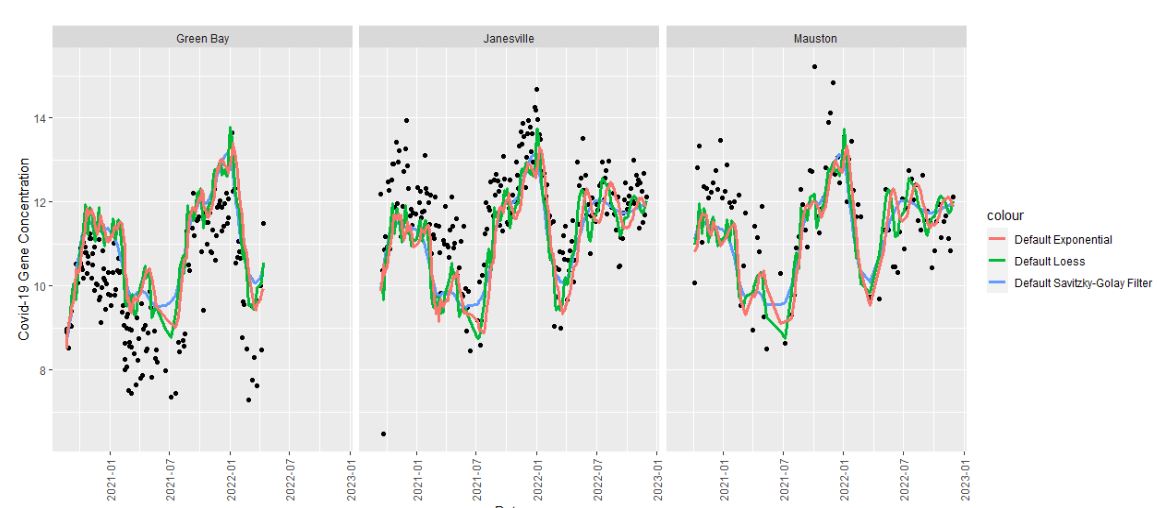 Green Bay
Janesville
Mauston
Covid-19 Gene Concentration
14
12
10
8
2021-01
2021-07
2022-01
2022-07
2023-01
2021-01
2021-07
2022-01
2022-07
2023-01
2021-01
2021-07
2022-01
2022-07
2023-01
colour
Default Exponential
Default Loess
Default Savitzky-Golay Filter